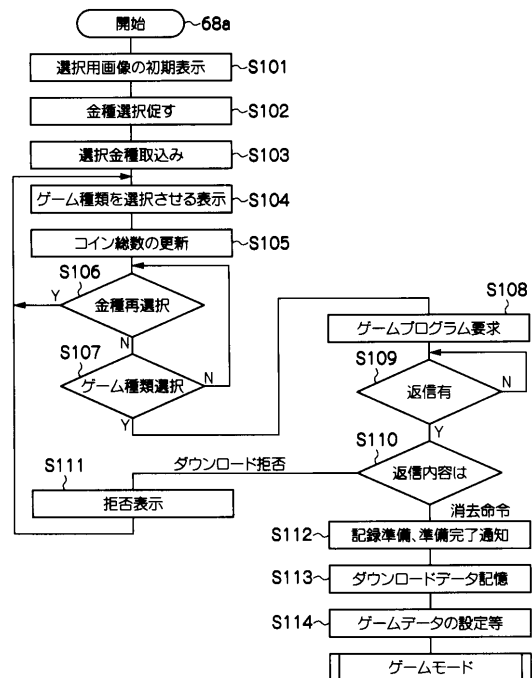 開始
68a
選択用画像の初期表示
S101
金種選択促す
S102
選択金種取込み
S103
ゲーム種類を選択させる表示
S104
コイン総数の更新
S105
S106
Y
金種再選択
N
S107
ゲーム種類選択
N
Y
S108
ゲームプログラム要求
S109
返信有
N
Y
S110
返信内容は
ダウンロード拒否
S111
拒否表示
消去命令
S112
記録準備、準備完了通知
S113
ダウンロードデータ記憶
S114
ゲームデータの設定等
ゲームモード